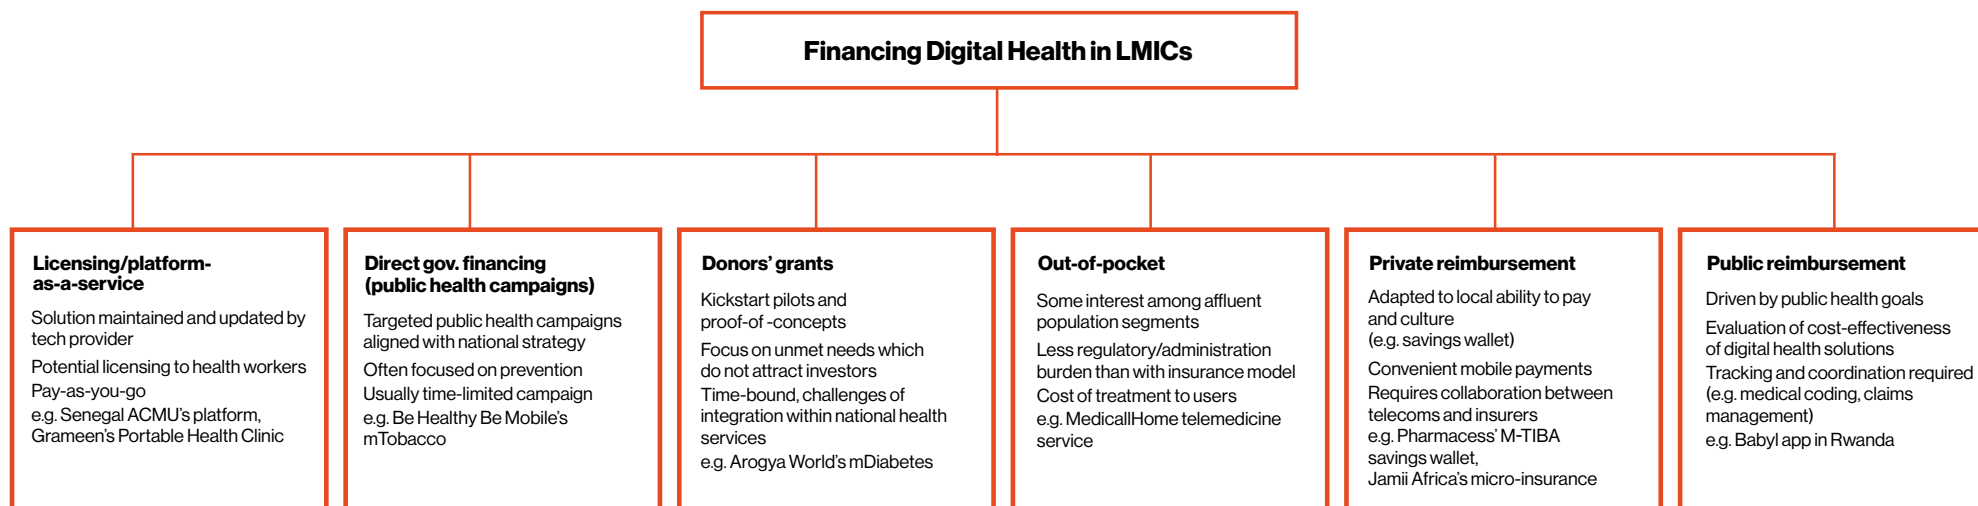 Financing Digital Health in LMICs
Licensing/platform-
as-a-service
Solution maintained and updated by
tech provider
Potential licensing to health workers
Pay-as-you-go
e.g. Senegal ACMU's platform,
Grameen's Portable Health Clinic
Direct gov. financing
(public health campaigns)
Targeted public health campaigns
aligned with national strategy
Often focused on prevention
Usually time-limited campaign
e.g. Be Healthy Be Mobile's
mTobacco
Donors' grants
Kickstart pilots and
proof-of -concepts
Focus on unmet needs which
do not attract investors
Time-bound, challenges of
integration within national health
services
e.g. Arogya World's mDiabetes
Out-of-pocket
Some interest among affluent
population segments
Less regulatory/administration
burden than with insurance model
Cost of treatment to users
e.g. MedicallHome telemedicine
service
Private reimbursement
Adapted to local ability to pay
and culture
(e.g. savings wallet)
Convenient mobile payments
Requires collaboration between
telecoms and insurers
e.g. Pharmacess' M-TIBA
savings wallet,
Jamii Africa's micro-insurance
Public reimbursement
Driven by public health goals
Evaluation of cost-effectiveness
of digital health solutions
Tracking and coordination required
(e.g. medical coding, claims
management)
e.g. Babyl app in Rwanda